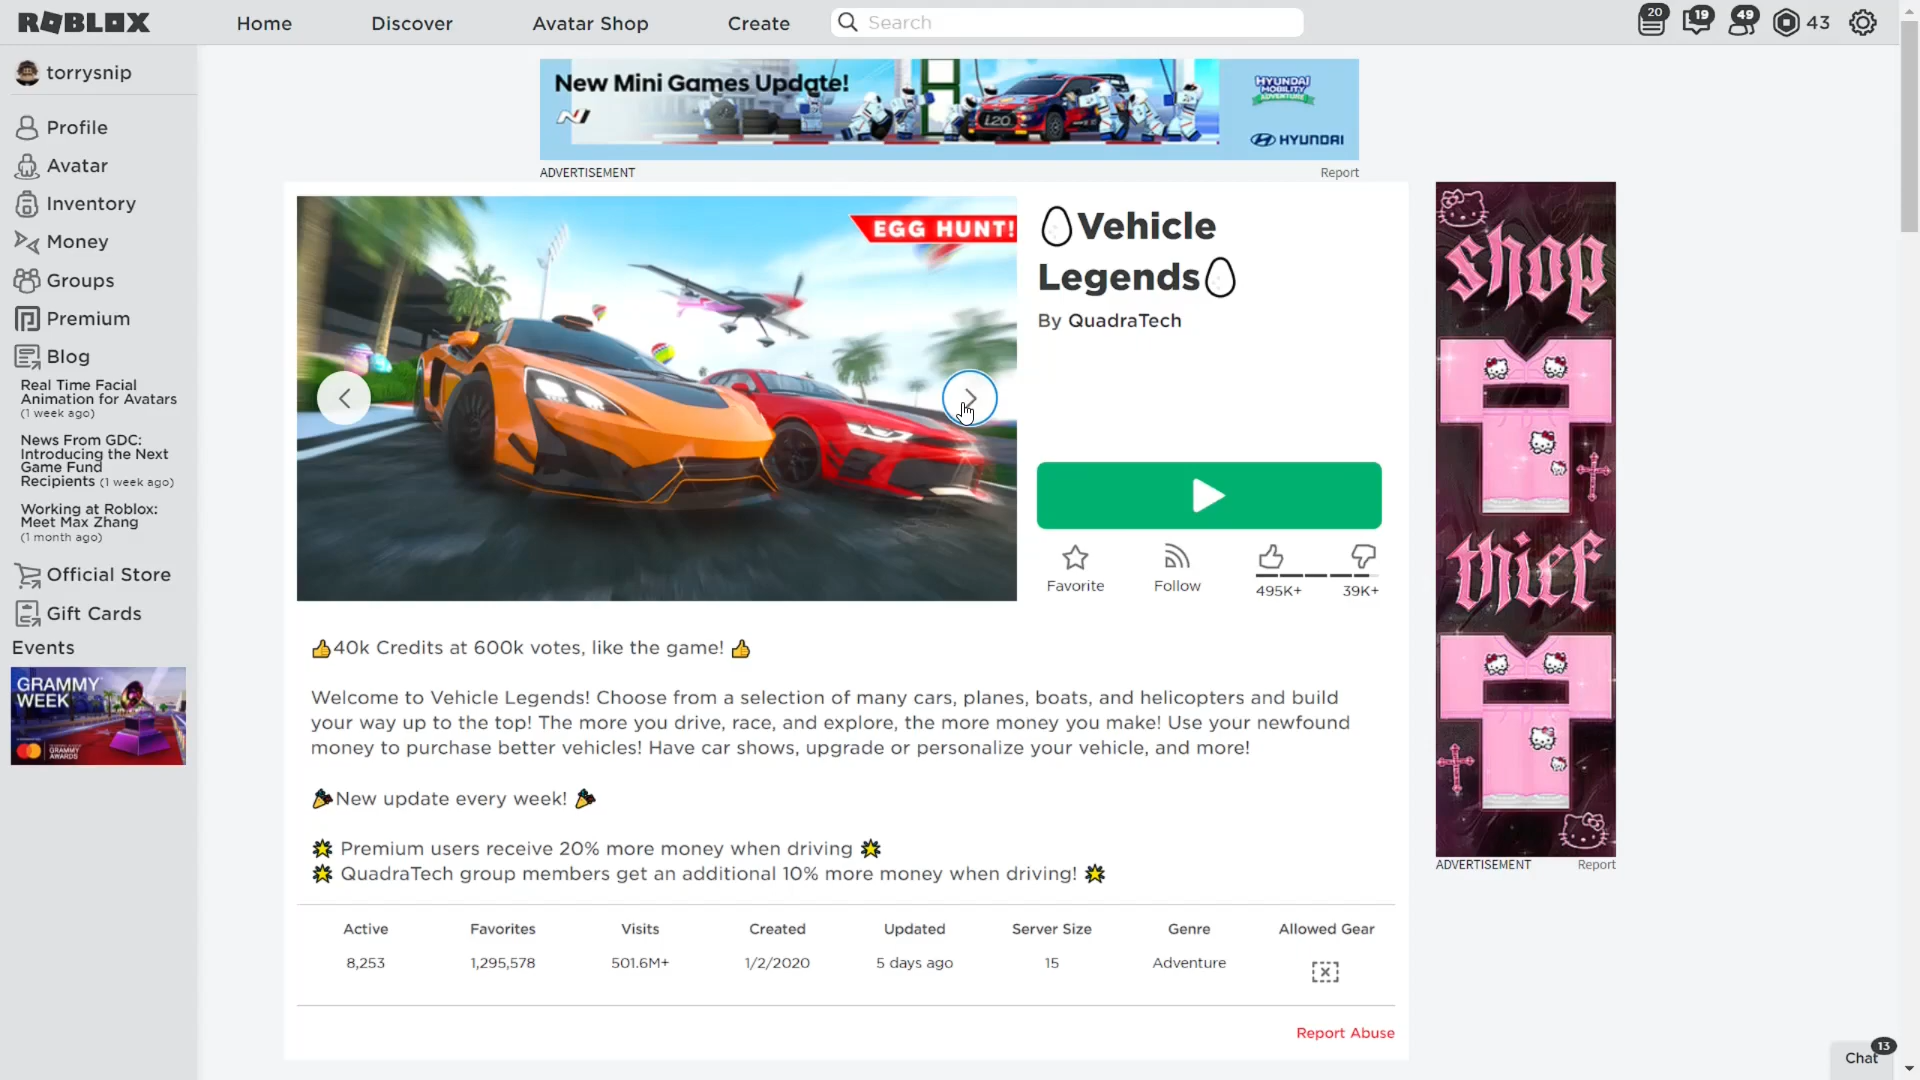 ROBLOX
Home
Discover
Avatar Shop
Create
Search
20
19
49
43
torrysnip
Profile
Avatar
Inventory
Money
Groups
Premium
Blog
Real Time Facial
Animation for Avatars
(1 week ago)
News From GDC:
Introducing the Next
Game Fund
Recipients (1 week ago)
Working at Roblox:
Meet Max Zhang
(1 month ago)
Official Store
Gift Cards
Events
GRAMMY
WEEK
New Mini Games Update!
i20
HYUNDAI
MOBILITY
ADVENTURE
HYUNDAI
ADVERTISEMENT
Report
EGG HUNT!
Vehicle
Legends
By QuadraTech
Favorite
Follow
495K+
39K+
👍40k Credits at 600k votes, like the game! 👍
Welcome to Vehicle Legends! Choose from a selection of many cars, planes, boats, and helicopters and build
your way up to the top! The more you drive, race, and explore, the more money you make! Use your newfound
money to purchase better vehicles! Have car shows, upgrade or personalize your vehicle, and more!
🎉New update every week! 🎉
🌟 Premium users receive 20% more money when driving 🌟
🌟 QuadraTech group members get an additional 10% more money when driving! 🌟
Active
Favorites
Visits
Created
Updated
Server Size
Genre
Allowed Gear
8,253
1,295,578
501.6M+
1/2/2020
5 days ago
15
Adventure
Report Abuse
shop
thief
ADVERTISEMENT
Report
Chat
13